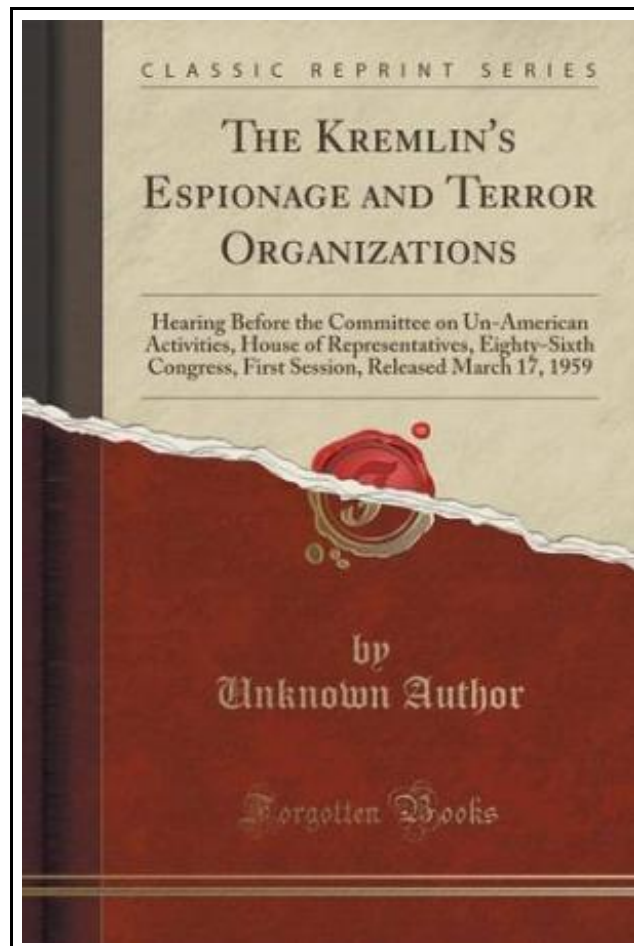 CLASSIC REPRINT SERIES
THE KREMLIN'S
ESPIONAGE AND TERROR
ORGANIZATIONS
Hearing Before the Committee on Un-American
Activities, House of Representatives, Eighty-Sixth
Congress, First Session, Released March 17, 1959
by
Unknown Author
Forgotten Books